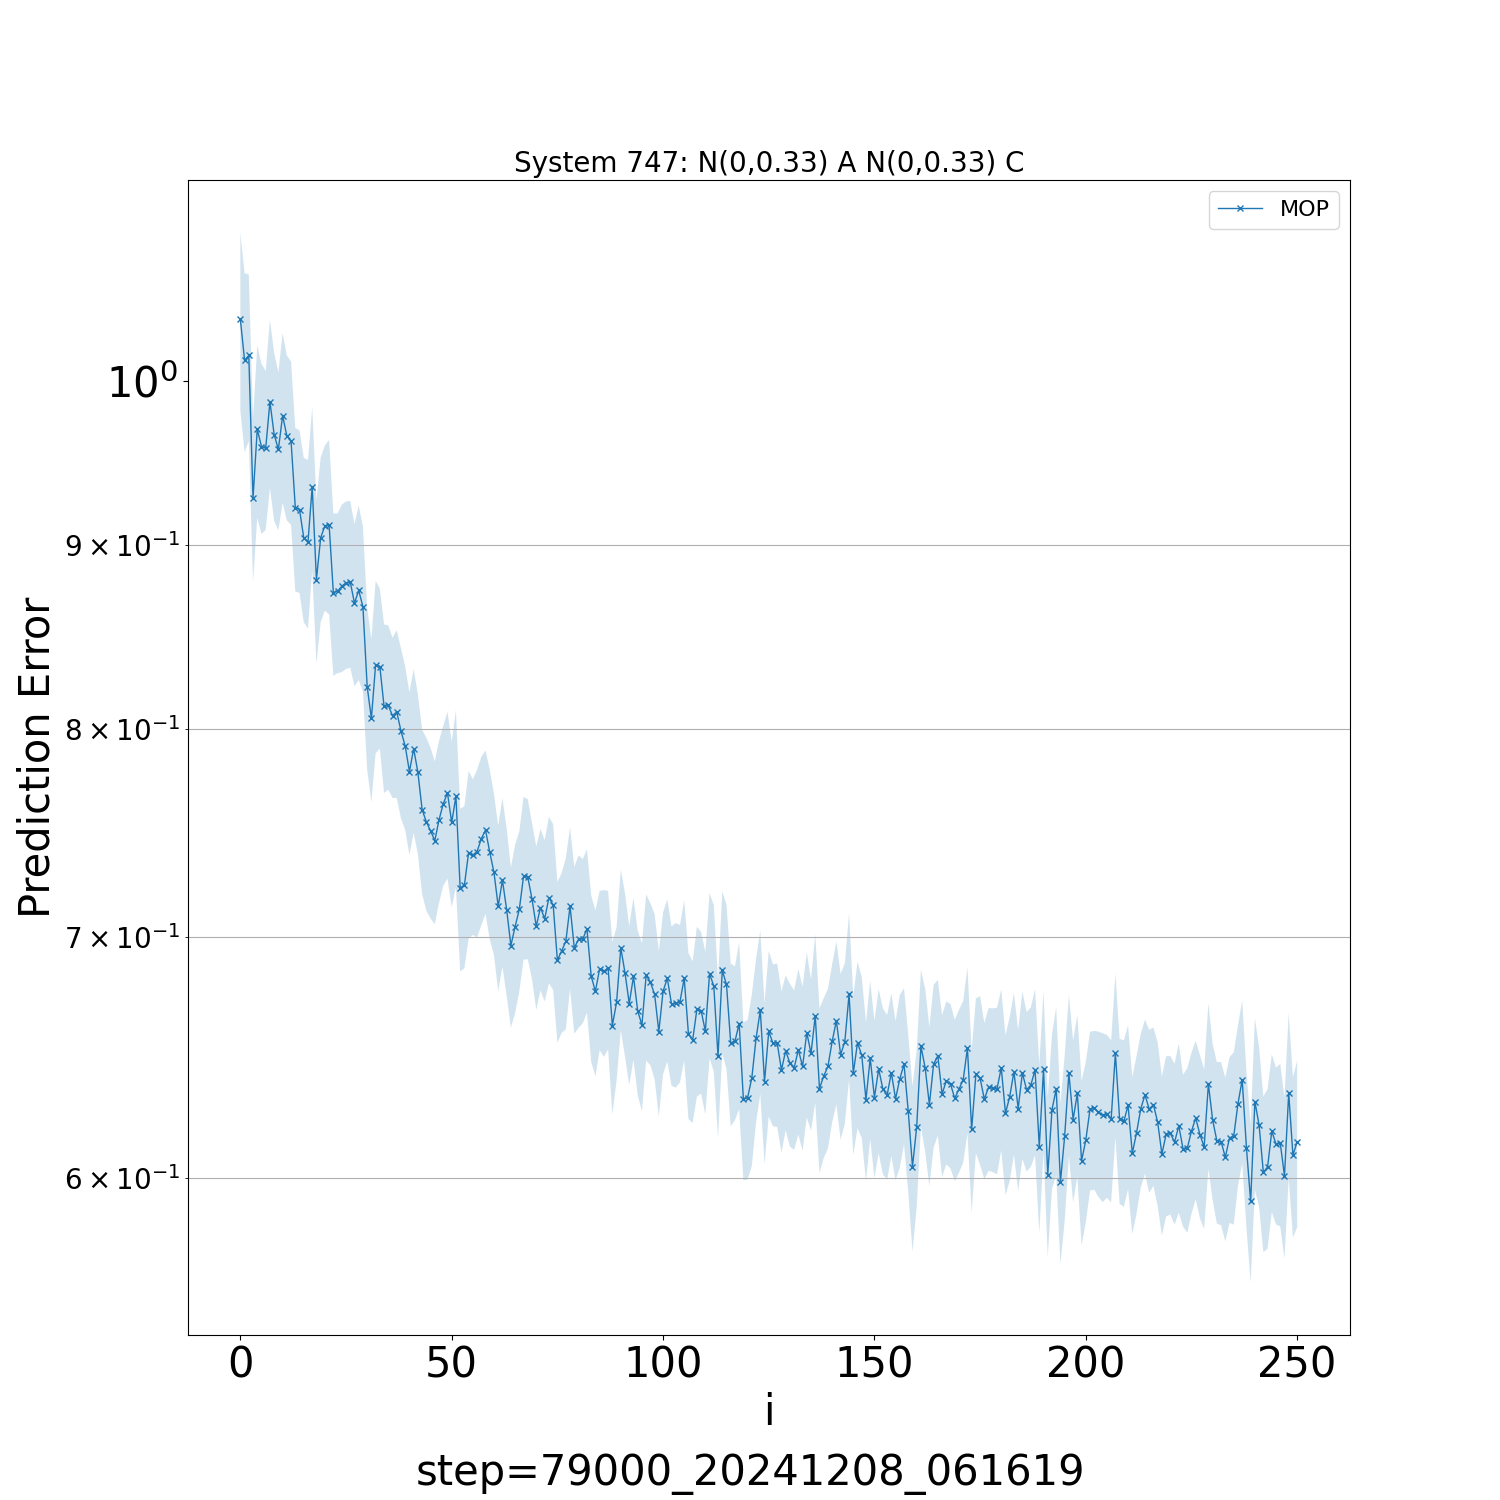 System 747: N(0,0.33) A N(0,0.33) C
MOP
10⁰
9 × 10⁻¹
8 × 10⁻¹
7 × 10⁻¹
6 × 10⁻¹
Prediction Error
0 50 100 150 200 250
i
step=79000_20241208_061619